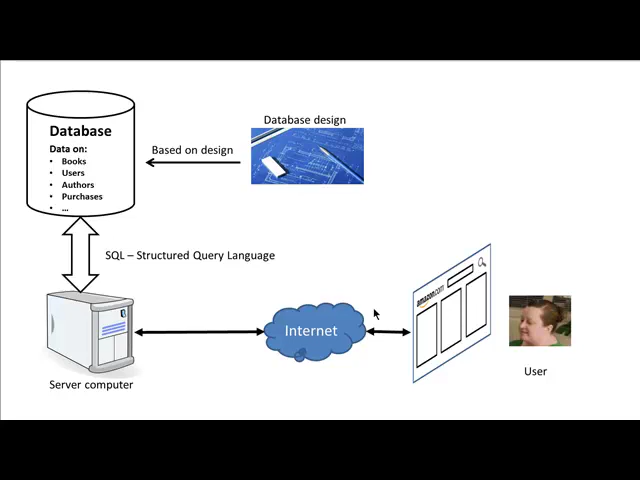 Database
Data on:
• Books
• Users
• Authors
• Purchases
• ...
Based on design
Database design
SQL – Structured Query Language
amazon.com
Internet
Server computer
User